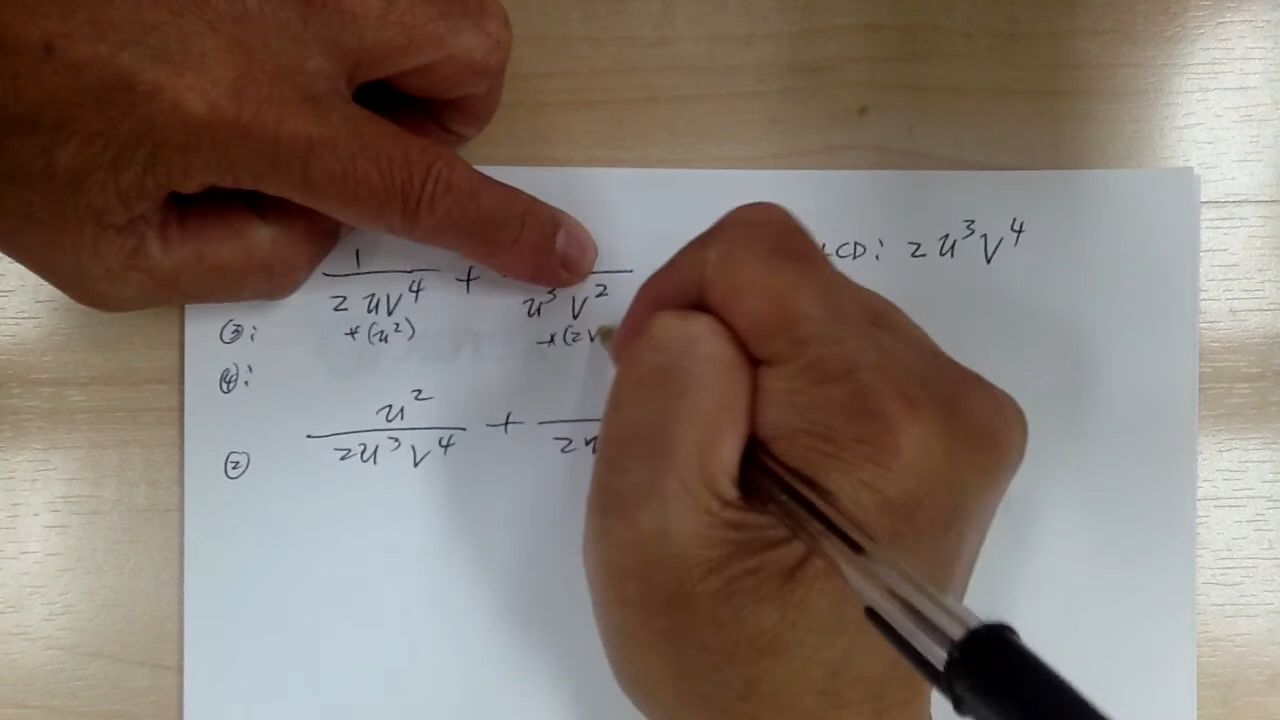 LCD: 2u³v⁴
1/(2uv⁴) + /(u³v²)
③: *(u²) *(2v
④:
u²/(2u³v⁴) + /(2u
②